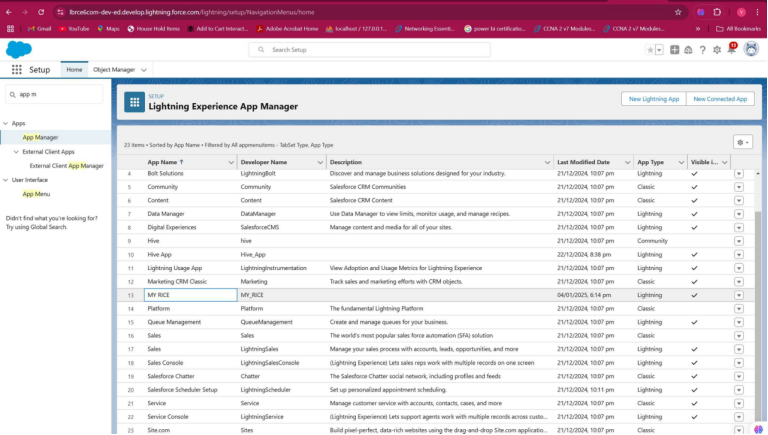 lbrce6com-dev-ed.develop.lightning.force.com/lightning/setup/NavigationMenus/home
Gmail YouTube Maps House Hold Items Add to Cart Interact... Adobe Acrobat Home localhost / 127.0.0.1... Networking Essenti... power bi certificatio... CCNA 2 v7 Modules... CCNA 2 v7 Modules... » All Bookmarks
Search Setup
13
Setup Home Object Manager
app m
Apps
App Manager
External Client Apps
External Client App Manager
User Interface
App Menu
Didn't find what you're looking for?
Try using Global Search.
SETUP
Lightning Experience App Manager
New Lightning App New Connected App
23 items • Sorted by App Name • Filtered by All appmenuitems - TabSet Type, App Type
App Name ↑ Developer Name Description Last Modified Date App Type Visible i...
4 Bolt Solutions LightningBolt Discover and manage business solutions designed for your industry. 21/12/2024, 10:07 pm Lightning
5 Community Community Salesforce CRM Communities 21/12/2024, 10:07 pm Classic
6 Content Content Salesforce CRM Content 21/12/2024, 10:07 pm Classic
7 Data Manager DataManager Use Data Manager to view limits, monitor usage, and manage recipes. 21/12/2024, 10:07 pm Lightning
8 Digital Experiences SalesforceCMS Manage content and media for all of your sites. 21/12/2024, 10:07 pm Lightning
9 Hive hive 21/12/2024, 10:07 pm Community
10 Hive App Hive_App 22/12/2024, 8:38 pm Lightning
11 Lightning Usage App LightningInstrumentation View Adoption and Usage Metrics for Lightning Experience 21/12/2024, 10:07 pm Lightning
12 Marketing CRM Classic Marketing Track sales and marketing efforts with CRM objects. 21/12/2024, 10:07 pm Classic
13 MY RICE MY_RICE 04/01/2025, 6:14 pm Lightning
14 Platform Platform The fundamental Lightning Platform 21/12/2024, 10:07 pm Classic
15 Queue Management QueueManagement Create and manage queues for your business. 21/12/2024, 10:07 pm Lightning
16 Sales Sales The world's most popular sales force automation (SFA) solution 21/12/2024, 10:07 pm Classic
17 Sales LightningSales Manage your sales process with accounts, leads, opportunities, and more 21/12/2024, 10:07 pm Lightning
18 Sales Console LightningSalesConsole (Lightning Experience) Lets sales reps work with multiple records on one screen 21/12/2024, 10:07 pm Lightning
19 Salesforce Chatter Chatter The Salesforce Chatter social network, including profiles and feeds 21/12/2024, 10:07 pm Classic
20 Salesforce Scheduler Setup LightningScheduler Set up personalized appointment scheduling. 21/12/2024, 10:11 pm Lightning
21 Service Service Manage customer service with accounts, contacts, cases, and more 21/12/2024, 10:07 pm Classic
22 Service Console LightningService (Lightning Experience) Lets support agents work with multiple records across custo... 21/12/2024, 10:07 pm Lightning
23 Site.com Sites Build pixel-perfect, data-rich websites using the drag-and-drop Site.com applicatio... 21/12/2024, 10:07 pm Classic